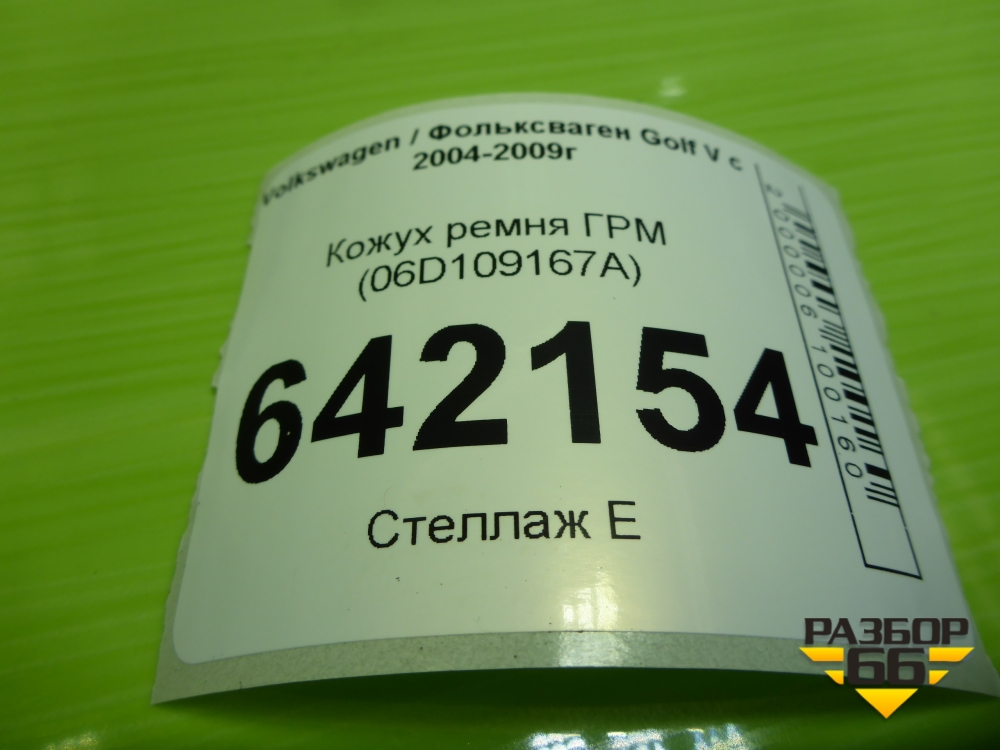 Volkswagen / Фольксваген Golf V с
2004-2009г
Кожух ремня ГРМ
(06D109167A)
642154
Стеллаж Е
2000006100160
РАЗБОР
66